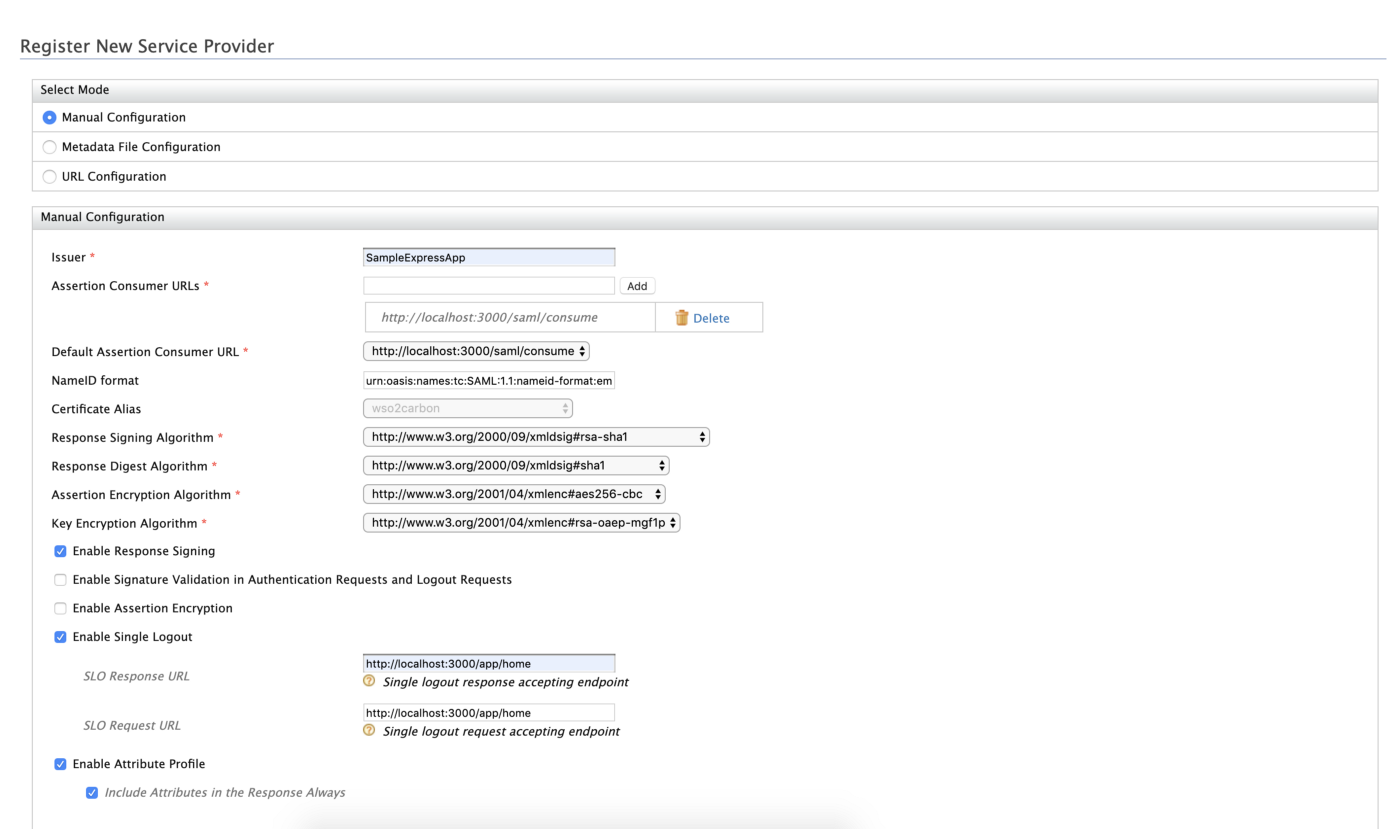 Register New Service Provider
Select Mode
Manual Configuration
Metadata File Configuration
URL Configuration
Manual Configuration
Issuer *
SampleExpressApp
Assertion Consumer URLs *
Add
http://localhost:3000/saml/consume
Delete
Default Assertion Consumer URL *
http://localhost:3000/saml/consume
NameID format
urn:oasis:names:tc:SAML:1.1:nameid-format:em
Certificate Alias
wso2carbon
Response Signing Algorithm *
http://www.w3.org/2000/09/xmldsig#rsa-sha1
Response Digest Algorithm *
http://www.w3.org/2000/09/xmldsig#sha1
Assertion Encryption Algorithm *
http://www.w3.org/2001/04/xmlenc#aes256-cbc
Key Encryption Algorithm *
http://www.w3.org/2001/04/xmlenc#rsa-oaep-mgf1p
Enable Response Signing
Enable Signature Validation in Authentication Requests and Logout Requests
Enable Assertion Encryption
Enable Single Logout
SLO Response URL
http://localhost:3000/app/home
Single logout response accepting endpoint
SLO Request URL
http://localhost:3000/app/home
Single logout request accepting endpoint
Enable Attribute Profile
Include Attributes in the Response Always